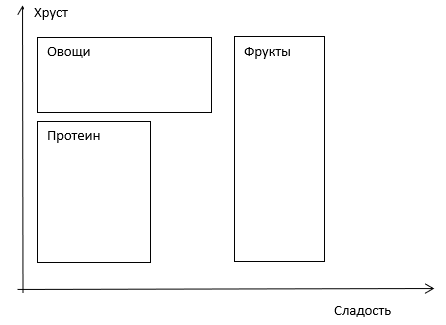 Хруст
Овощи
Фрукты
Протеин
Сладость